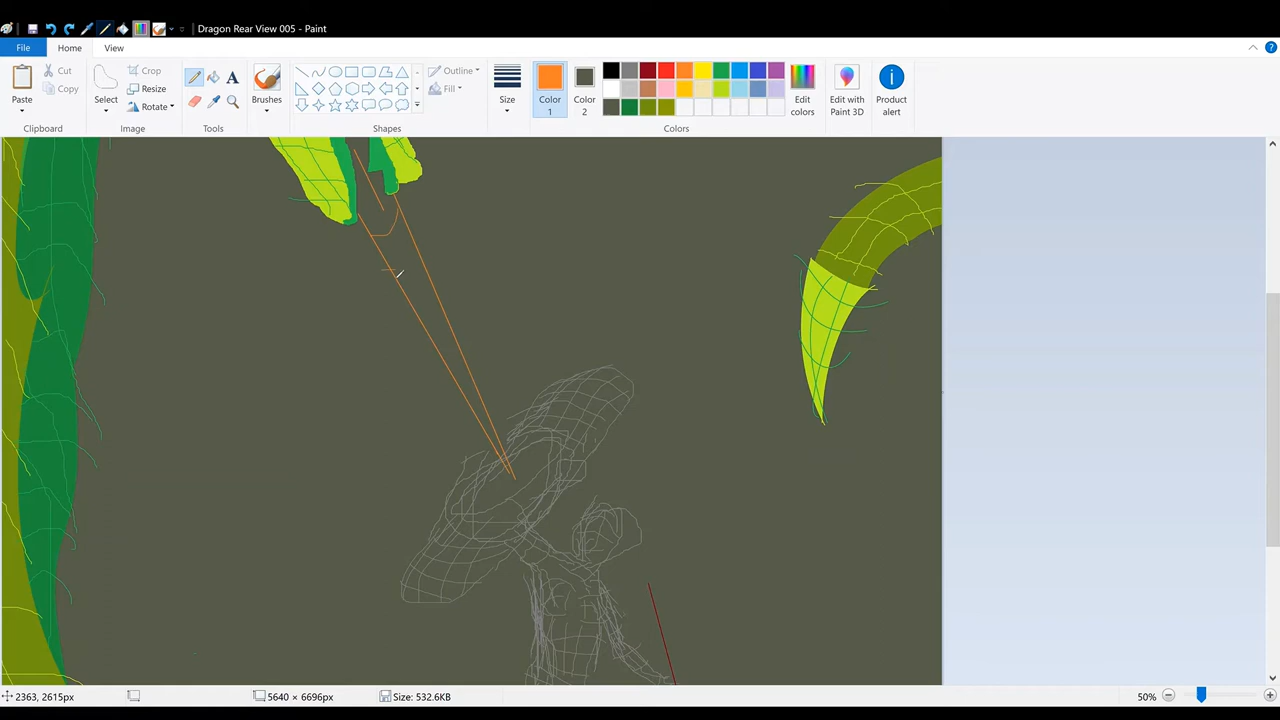 Dragon Rear View 005 - Paint
File Home View
Paste Cut Copy Clipboard
Select Crop Resize Rotate Image
Tools
Brushes
Outline Fill Shapes
Size
Color 1 Color 2
Edit colors
Colors
Edit with Paint 3D
Product alert
2363, 2615px 5640 × 6696px Size: 532.6KB 50%